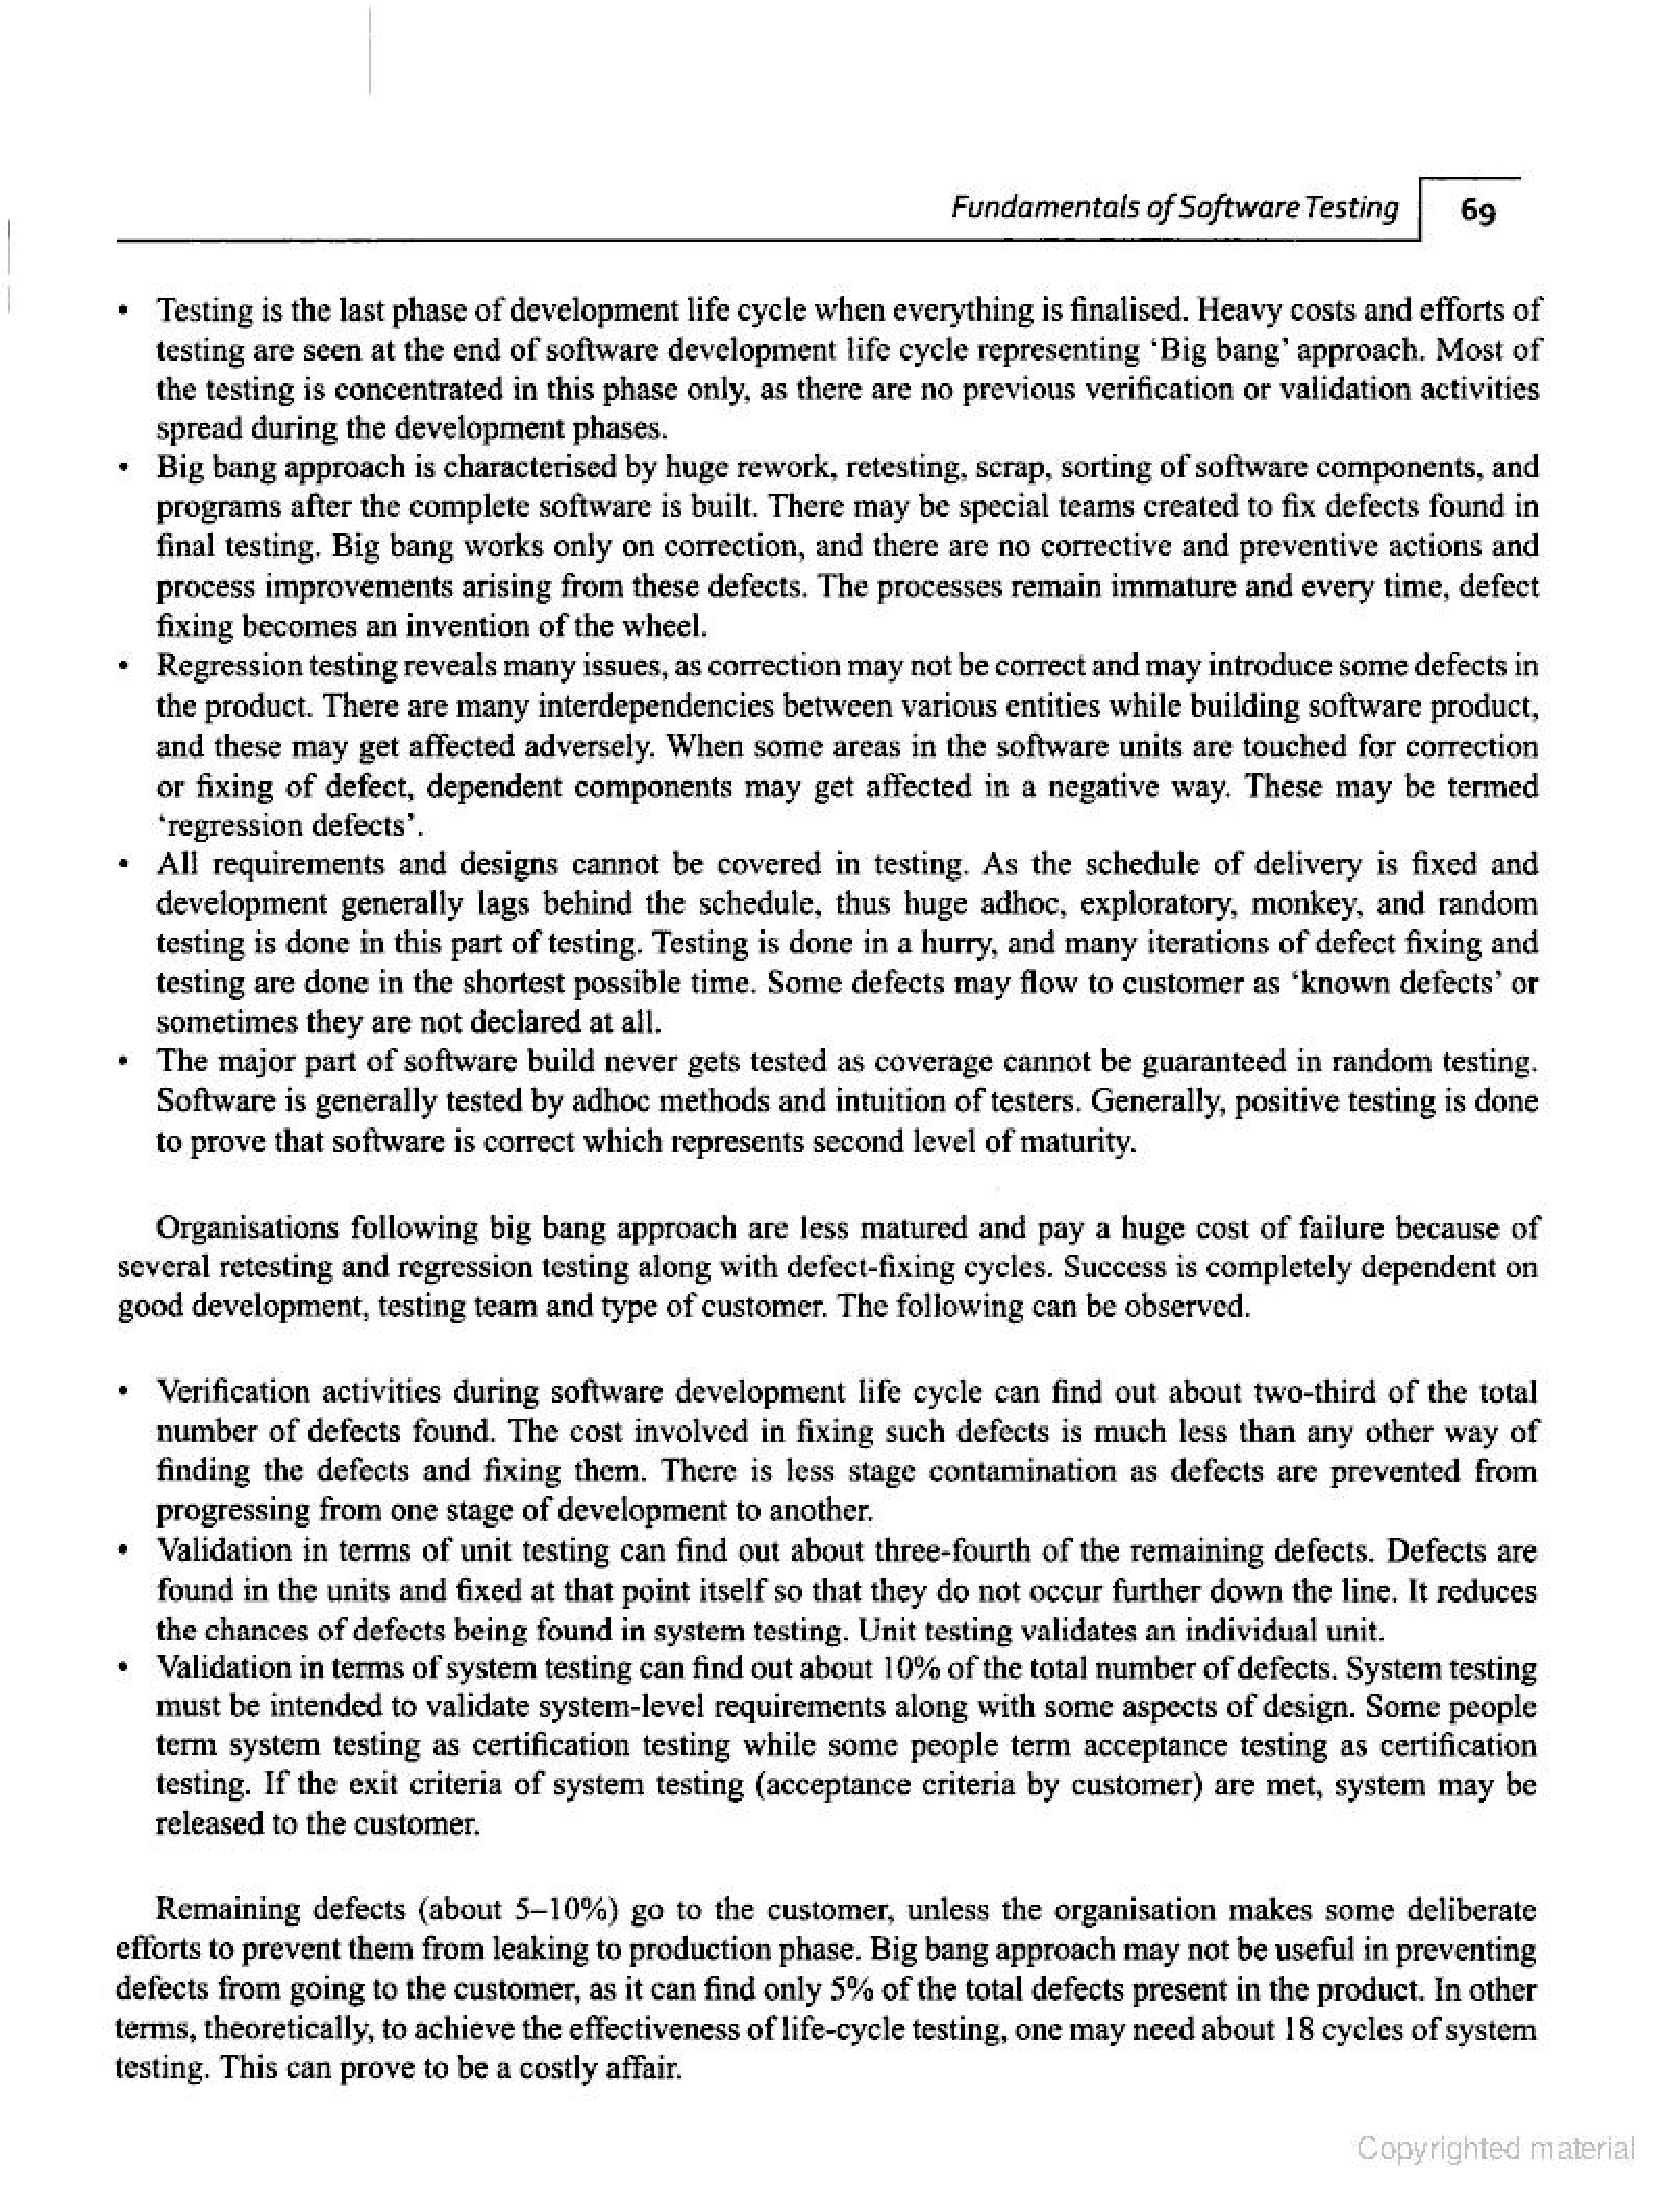 Fundamentals of Software Testing 69
• Testing is the last phase of development life cycle when everything is finalised. Heavy costs and efforts of
testing are seen at the end of software development life cycle representing ‘Big bang’ approach. Most of
the testing is concentrated in this phase only, as there are no previous verification or validation activities
spread during the development phases.
• Big bang approach is characterised by huge rework, retesting, scrap, sorting of software components, and
programs after the complete software is built. There may be special teams created to fix defects found in
final testing. Big bang works only on correction, and there are no corrective and preventive actions and
process improvements arising from these defects. The processes remain immature and every time, defect
fixing becomes an invention of the wheel.
• Regression testing reveals many issues, as correction may not be correct and may introduce some defects in
the product. There are many interdependencies between various entities while building software product,
and these may get affected adversely. When some areas in the software units are touched for correction
or fixing of defect, dependent components may get affected in a negative way. These may be termed
‘regression defects’.
• All requirements and designs cannot be covered in testing. As the schedule of delivery is fixed and
development generally lags behind the schedule, thus huge adhoc, exploratory, monkey, and random
testing is done in this part of testing. Testing is done in a hurry, and many iterations of defect fixing and
testing are done in the shortest possible time. Some defects may flow to customer as ‘known defects’ or
sometimes they are not declared at all.
• The major part of software build never gets tested as coverage cannot be guaranteed in random testing.
Software is generally tested by adhoc methods and intuition of testers. Generally, positive testing is done
to prove that software is correct which represents second level of maturity.
Organisations following big bang approach are less matured and pay a huge cost of failure because of
several retesting and regression testing along with defect-fixing cycles. Success is completely dependent on
good development, testing team and type of customer. The following can be observed.
• Verification activities during software development life cycle can find out about two-third of the total
number of defects found. The cost involved in fixing such defects is much less than any other way of
finding the defects and fixing them. There is less stage contamination as defects are prevented from
progressing from one stage of development to another.
• Validation in terms of unit testing can find out about three-fourth of the remaining defects. Defects are
found in the units and fixed at that point itself so that they do not occur further down the line. It reduces
the chances of defects being found in system testing. Unit testing validates an individual unit.
• Validation in terms of system testing can find out about 10% of the total number of defects. System testing
must be intended to validate system-level requirements along with some aspects of design. Some people
term system testing as certification testing while some people term acceptance testing as certification
testing. If the exit criteria of system testing (acceptance criteria by customer) are met, system may be
released to the customer.
Remaining defects (about 5–10%) go to the customer, unless the organisation makes some deliberate
efforts to prevent them from leaking to production phase. Big bang approach may not be useful in preventing
defects from going to the customer, as it can find only 5% of the total defects present in the product. In other
terms, theoretically, to achieve the effectiveness of life-cycle testing, one may need about 18 cycles of system
testing. This can prove to be a costly affair.
Copyrighted material